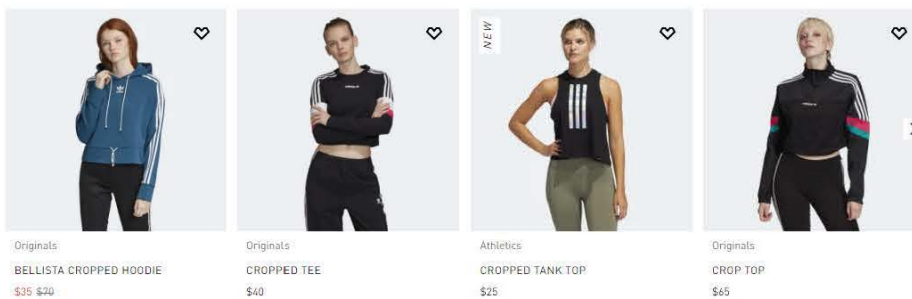 NEW
Originals
BELLISTA CROPPED HOODIE
$35 $70
Originals
CROPPED TEE
$40
Athletics
CROPPED TANK TOP
$25
Originals
CROP TOP
$65